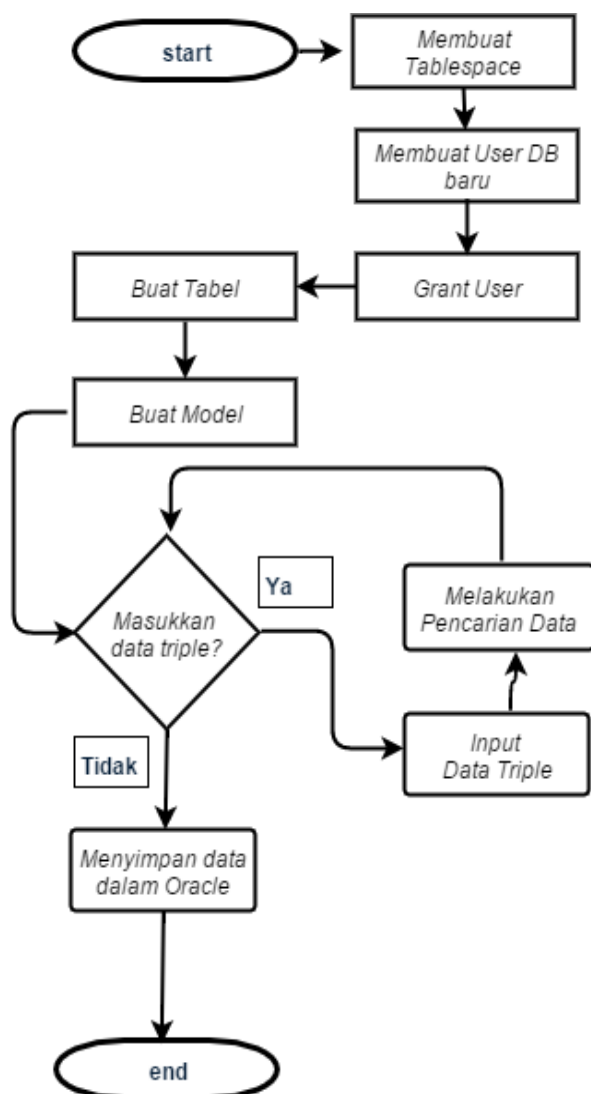 start
Membuat
Tablespace
Membuat User DB
baru
Grant User
Buat Tabel
Buat Model
Masukkan
data triple?
Ya
Input
Data Triple
Melakukan
Pencarian Data
Tidak
Menyimpan data
dalam Oracle
end